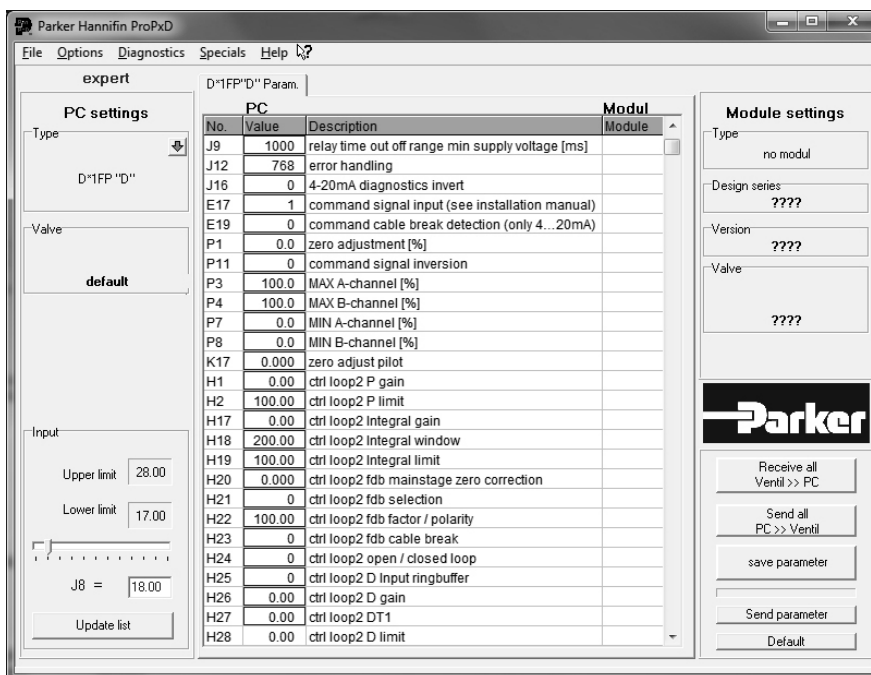 Parker Hannifin ProPxD
File Options Diagnostics Specials Help
expert
PC settings
Type
D*1FP "D"
Valve
default
Input
Upper limit 28.00
Lower limit 17.00
J8 = 18.00
Update list
D*1FP"D" Param.
PC Modul
No. Value Description Module
J9 1000 relay time out off range min supply voltage [ms]
J12 768 error handling
J16 0 4-20mA diagnostics invert
E17 1 command signal input (see installation manual)
E19 0 command cable break detection (only 4...20mA)
P1 0.0 zero adjustment [%]
P11 0 command signal inversion
P3 100.0 MAX A-channel [%]
P4 100.0 MAX B-channel [%]
P7 0.0 MIN A-channel [%]
P8 0.0 MIN B-channel [%]
K17 0.000 zero adjust pilot
H1 0.00 ctrl loop2 P gain
H2 100.00 ctrl loop2 P limit
H17 0.00 ctrl loop2 Integral gain
H18 200.00 ctrl loop2 Integral window
H19 100.00 ctrl loop2 Integral limit
H20 0.000 ctrl loop2 fdb mainstage zero correction
H21 0 ctrl loop2 fdb selection
H22 100.00 ctrl loop2 fdb factor / polarity
H23 0 ctrl loop2 fdb cable break
H24 0 ctrl loop2 open / closed loop
H25 0 ctrl loop2 D Input ringbuffer
H26 0.00 ctrl loop2 D gain
H27 0.00 ctrl loop2 DT1
H28 0.00 ctrl loop2 D limit
Module settings
Type
no modul
Design series
????
Version
????
Valve
????
Parker
Receive all
Ventil >> PC
Send all
PC >> Ventil
save parameter
Send parameter
Default